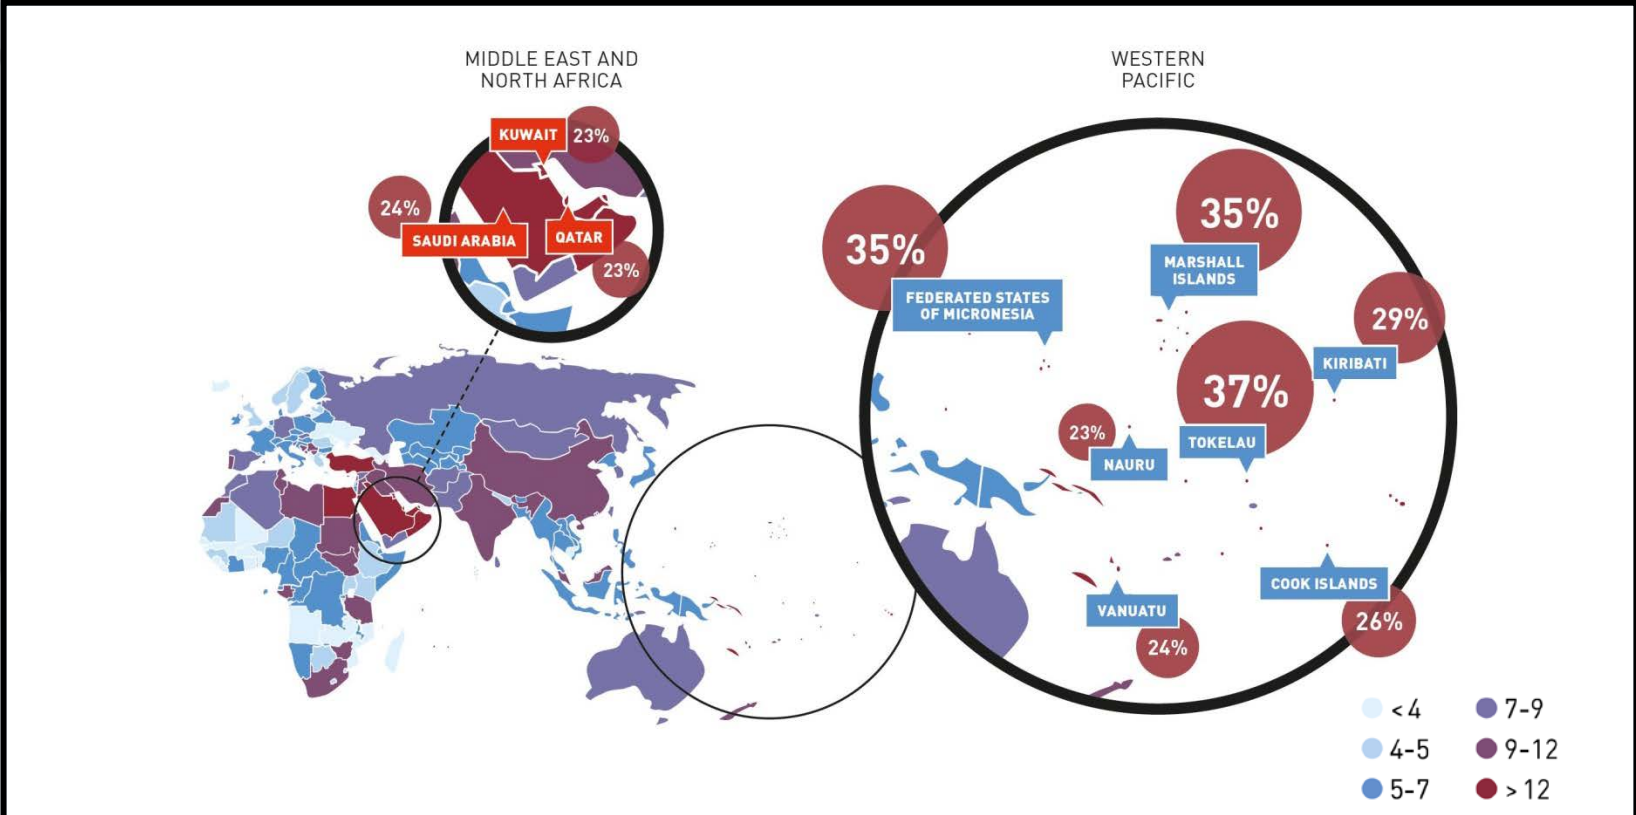 MIDDLE EAST AND
NORTH AFRICA
KUWAIT
23%
24%
SAUDI ARABIA
QATAR
23%
WESTERN
PACIFIC
35%
35%
MARSHALL
ISLANDS
FEDERATED STATES
OF MICRONESIA
29%
KIRIBATI
37%
TOKELAU
23%
NAURU
COOK ISLANDS
26%
VANUATU
24%
<4
4-5
5-7
7-9
9-12
>12